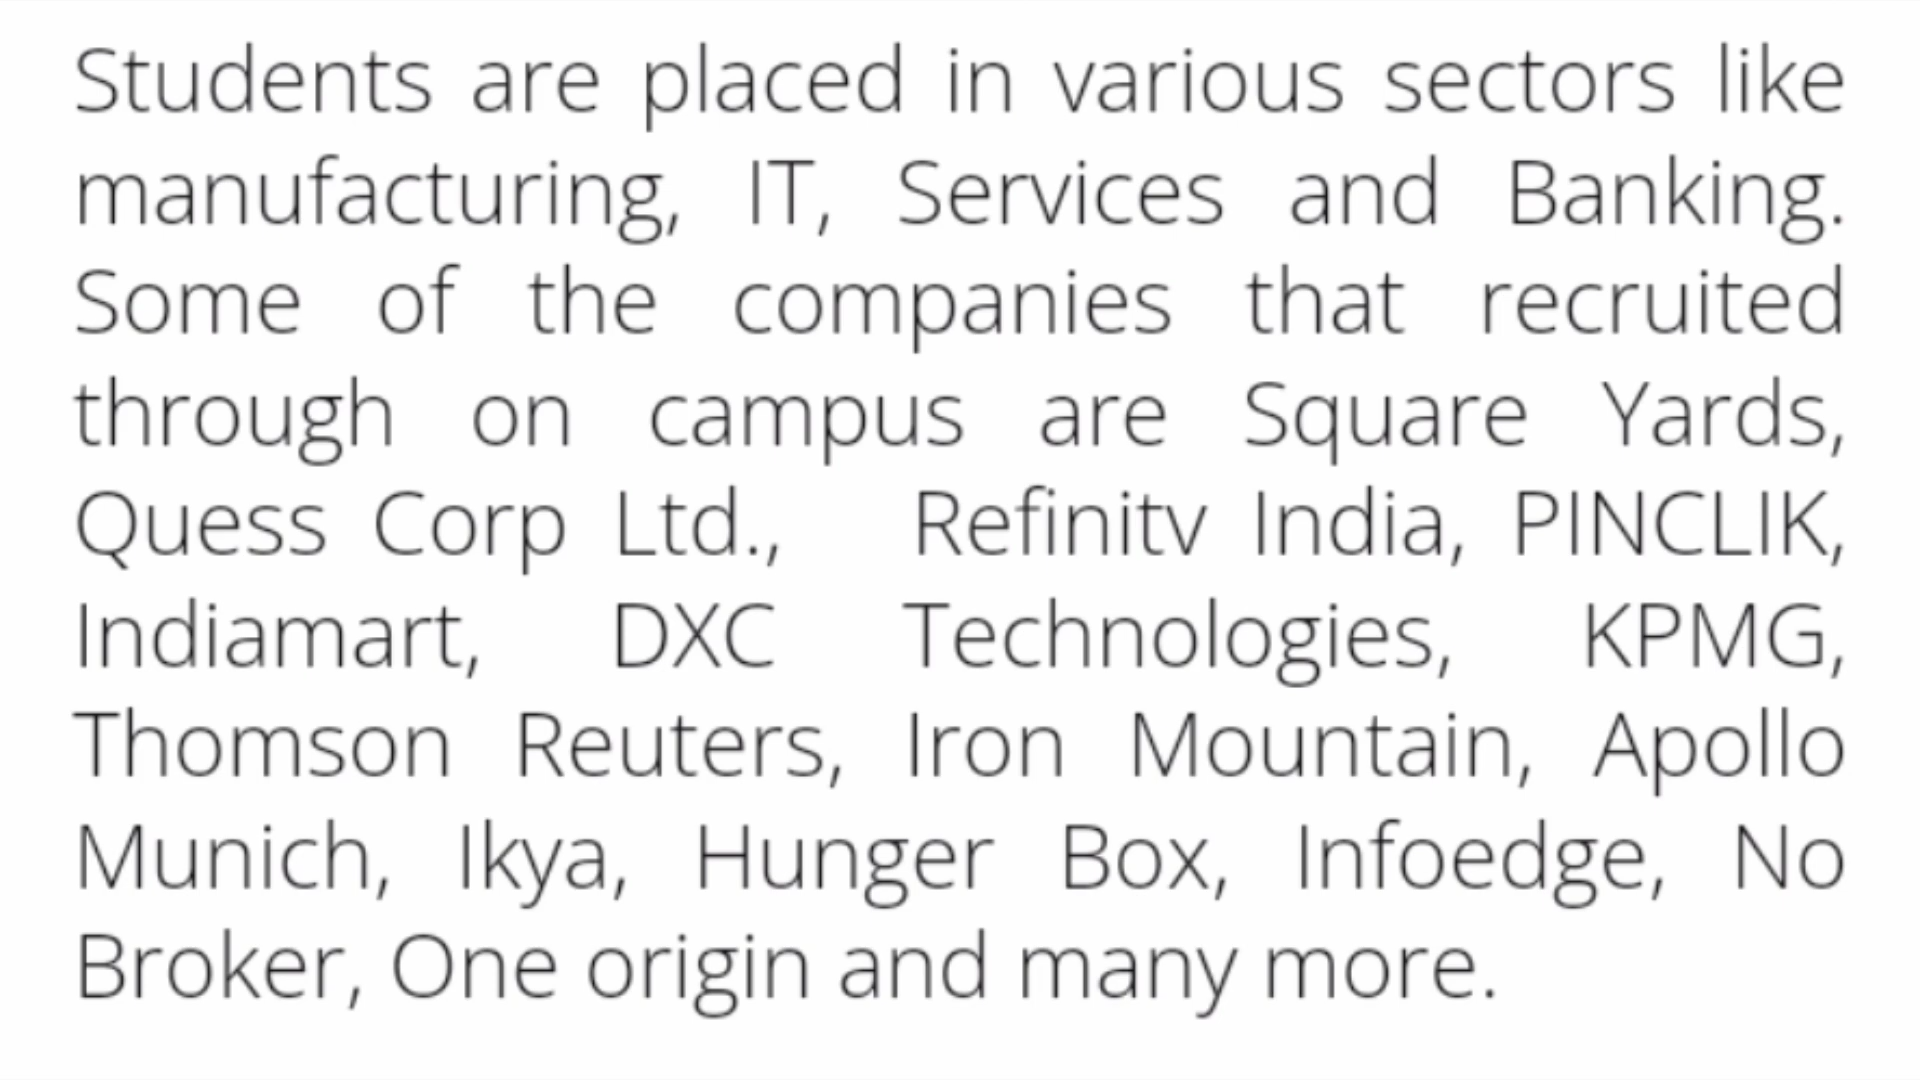 Students are placed in various sectors like
manufacturing, IT, Services and Banking.
Some of the companies that recruited
through on campus are Square Yards,
Quess Corp Ltd., Refinitv India, PINCLIK,
Indiamart, DXC Technologies, KPMG,
Thomson Reuters, Iron Mountain, Apollo
Munich, Ikya, Hunger Box, Infoedge, No
Broker, One origin and many more.